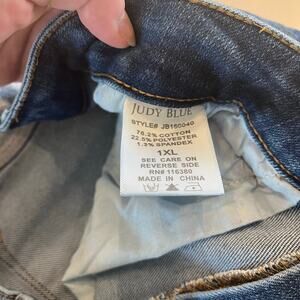 JUDY BLUE
STYLE# JB150040
76.2% COTTON
22.5% POLYESTER
1.3% SPANDEX
1XL
SEE CARE ON
REVERSE SIDE
RN# 116380
MADE IN CHINA